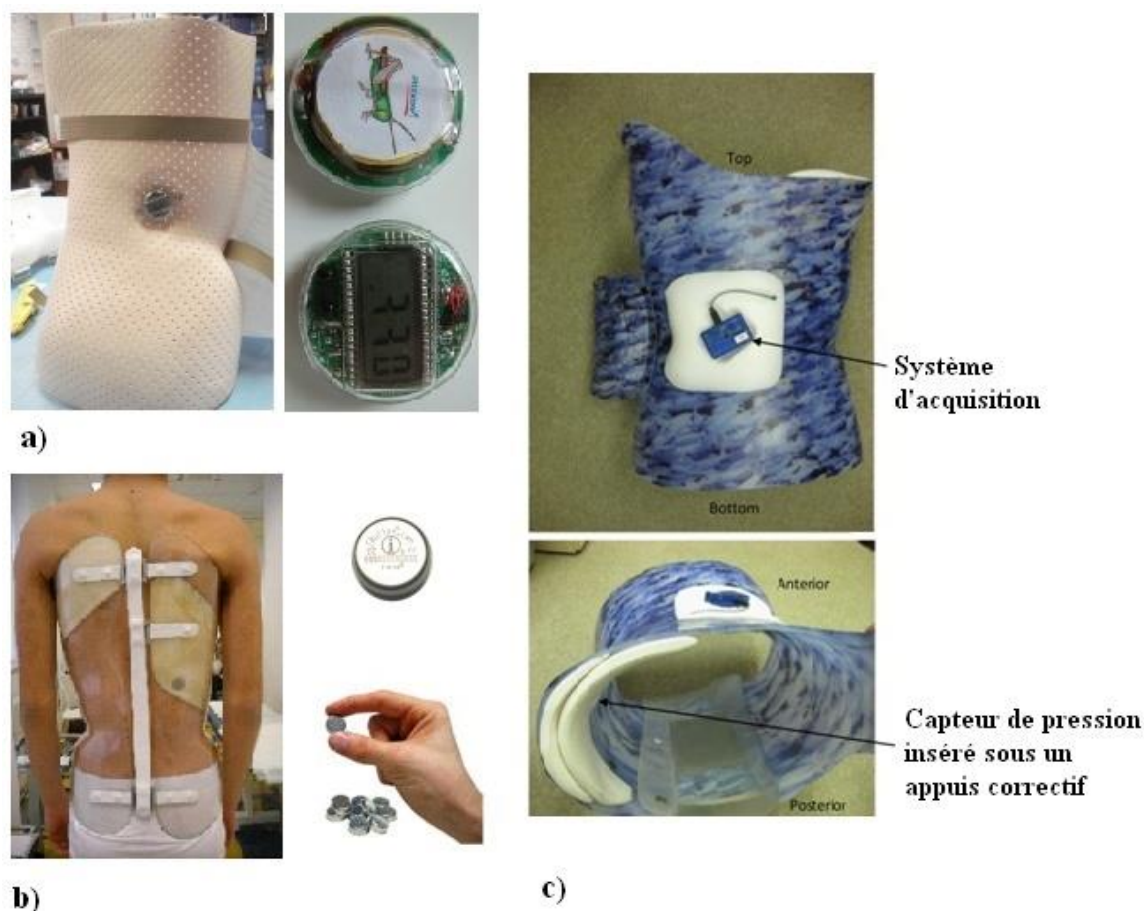 a)
Top
Système
d'acquisition
Bottom
b)
Anterior
Capteur de pression
inséré sous un
appuis correctif
Posterior
c)